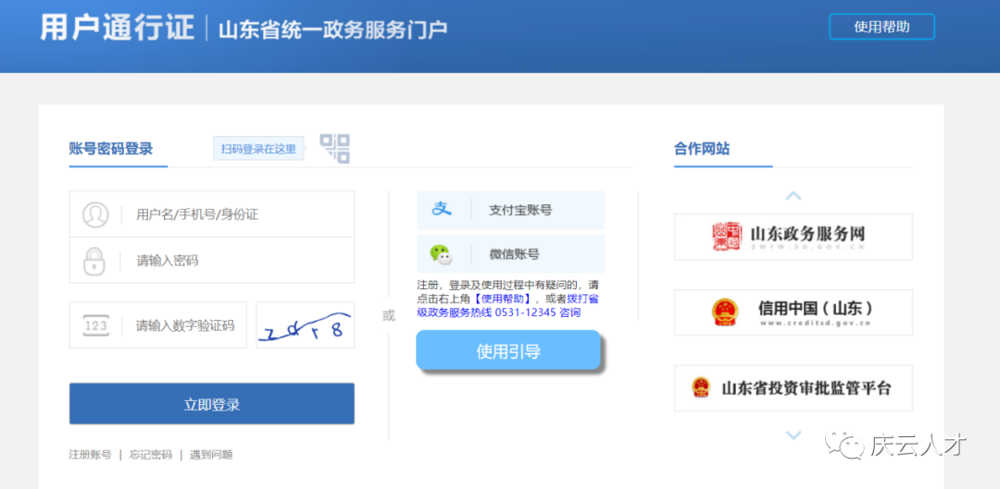 用户通行证 山东省统一政务服务门户
使用帮助
账号密码登录
扫码登录在这里
用户名/手机号/身份证
请输入密码
123 请输入数字验证码
zdr8
立即登录
注册账号 | 忘记密码 | 遇到问题
或
支付宝账号
微信账号
注册，登录及使用过程中有疑问的，请
点击右上角【使用帮助】，或者拨打省
级政务服务热线 0531-12345 咨询
使用引导
合作网站
山东政务服务网
ZWFW.SD.GOV.CN
信用中国（山东）
www.creditsd.gov.cn
山东省投资审批监管平台
庆云人才